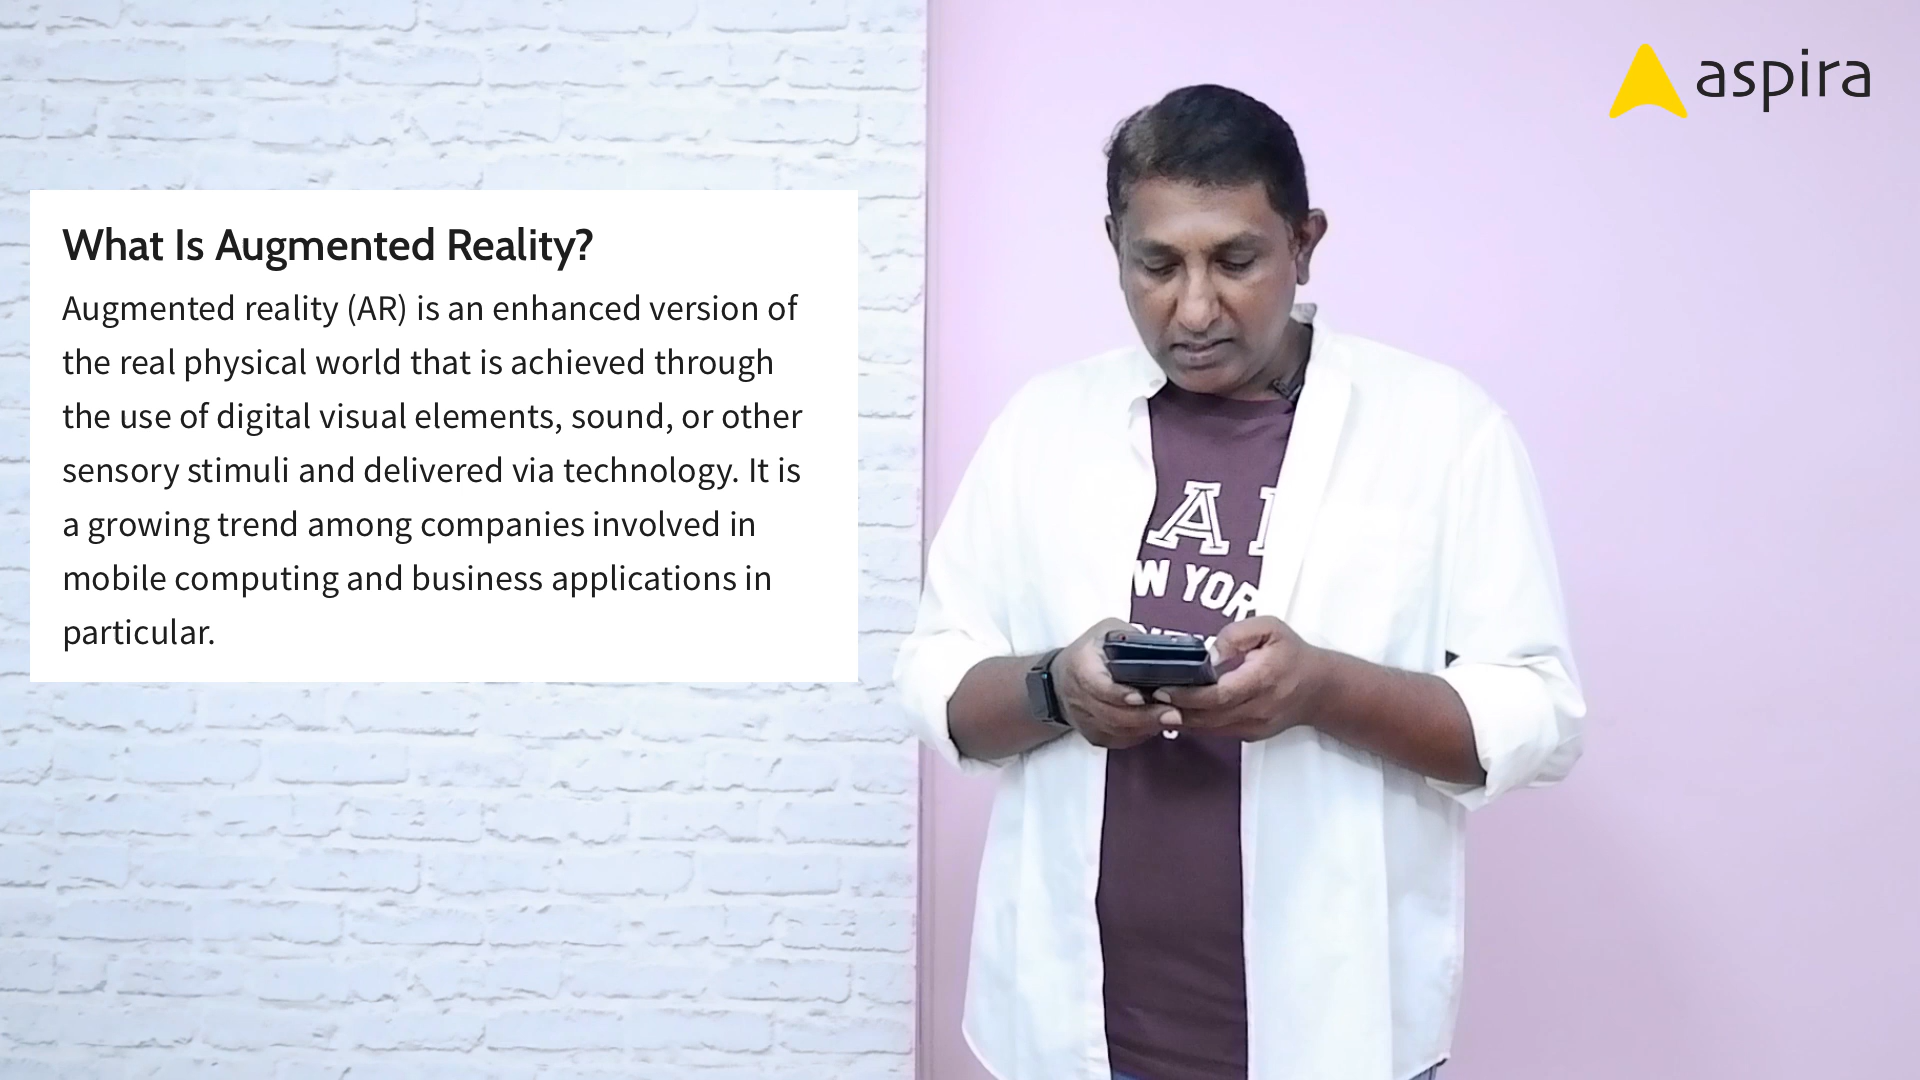 aspira
What Is Augmented Reality?
Augmented reality (AR) is an enhanced version of
the real physical world that is achieved through
the use of digital visual elements, sound, or other
sensory stimuli and delivered via technology. It is
a growing trend among companies involved in
mobile computing and business applications in
particular.
A
W YOR